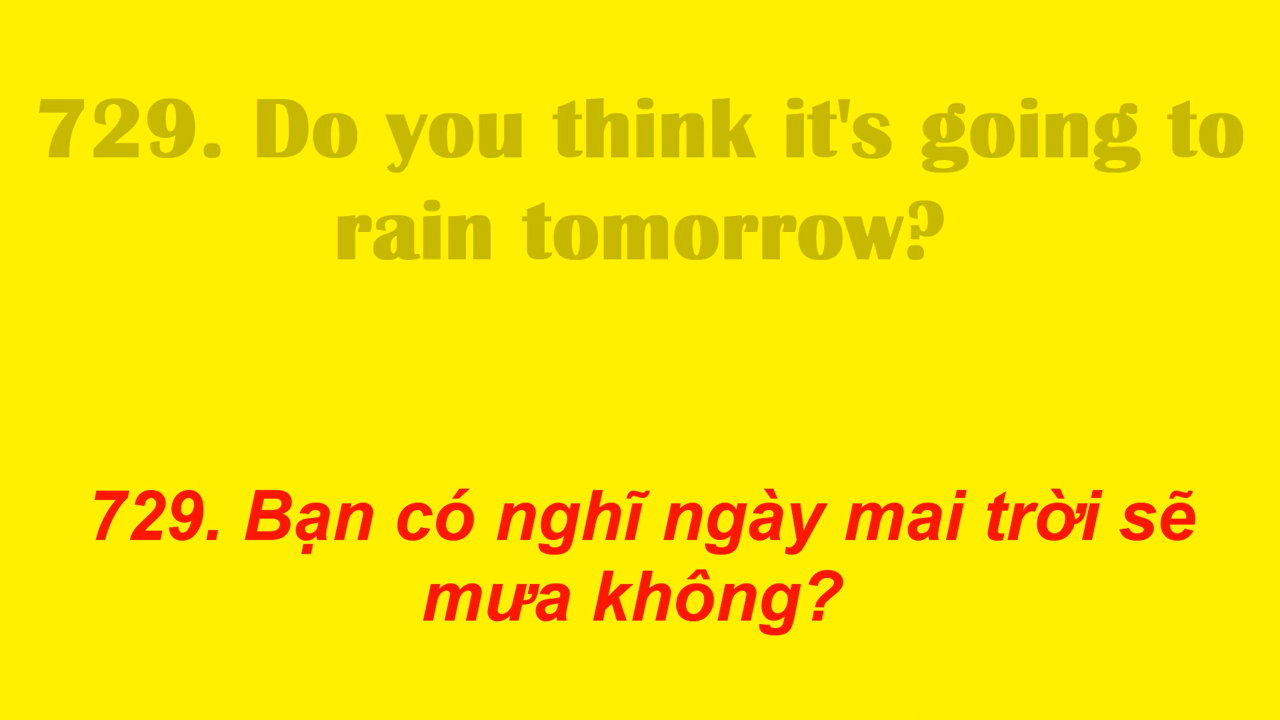 729. Do you think it's going to
rain tomorrow?
729. Bạn có nghĩ ngày mai trời sẽ
mưa không?